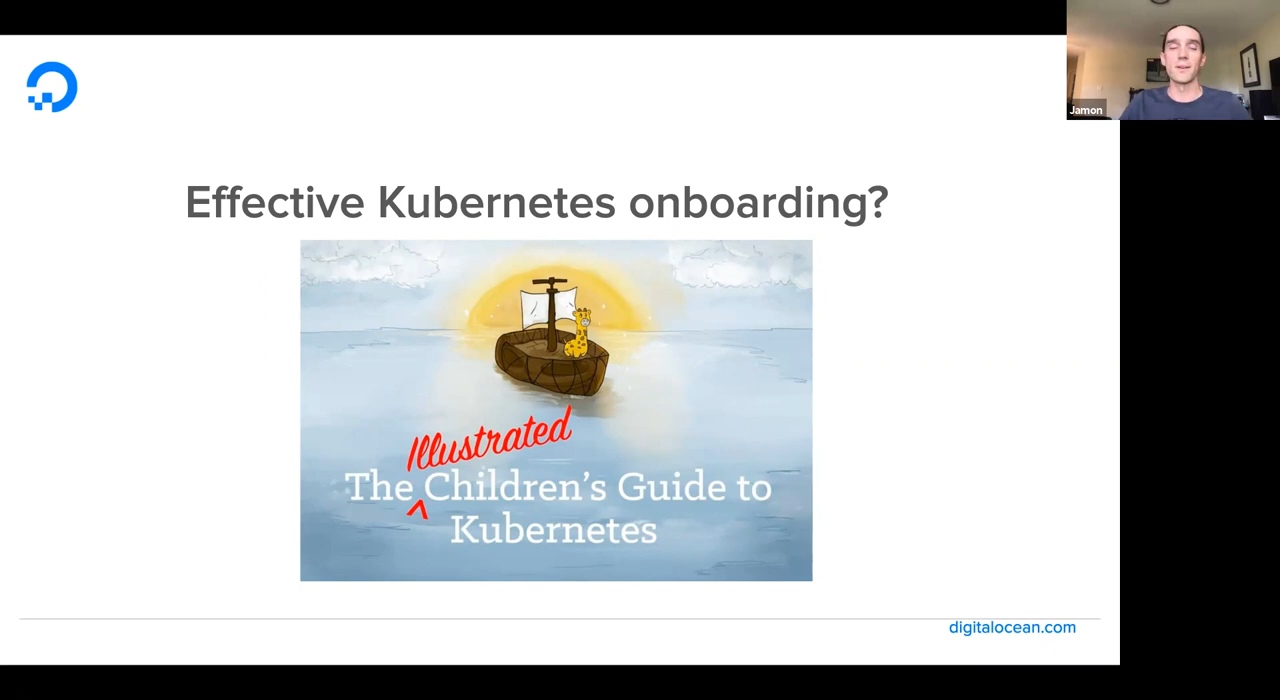 Jamon
Effective Kubernetes onboarding?
Illustrated
The ^ Children's Guide to
Kubernetes
digitalocean.com